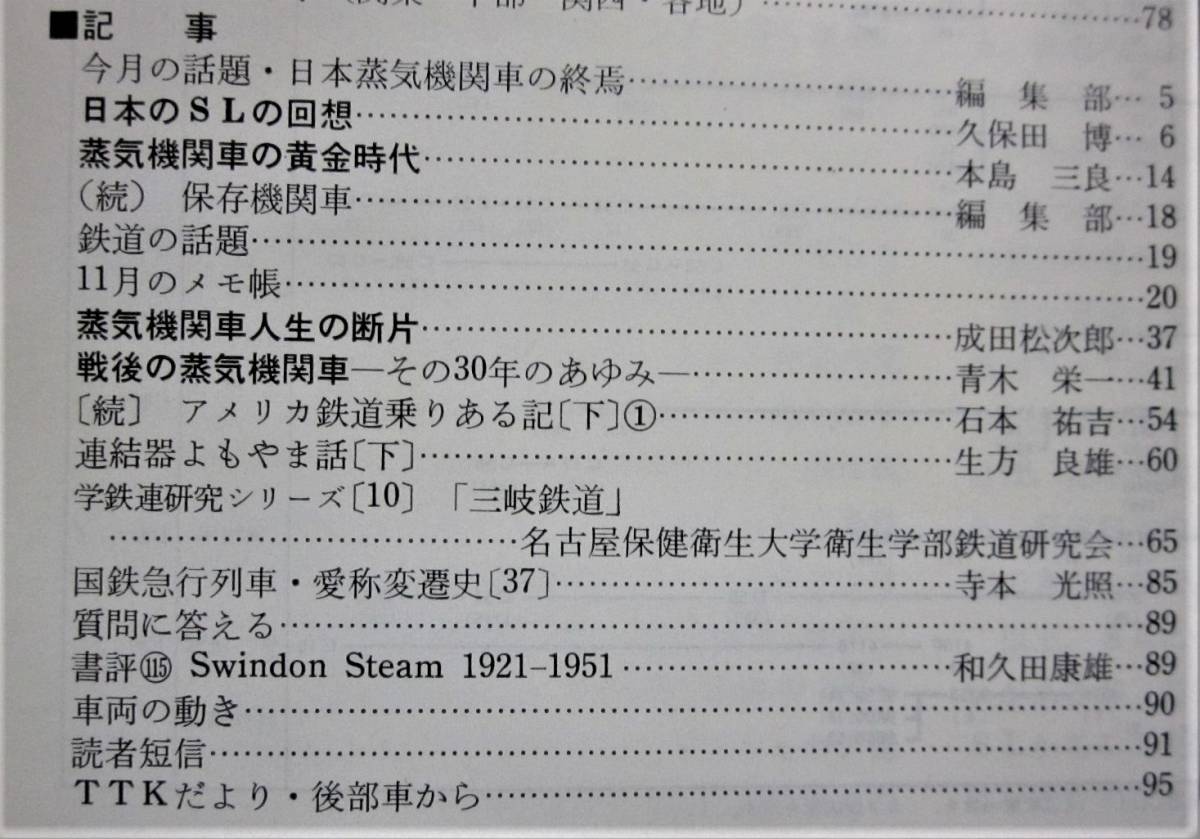 部 関西・各地)……78
■記 事
今月の話題・日本蒸気機関車の終焉……編 集 部…5
日本のSLの回想……久保田 博…6
蒸気機関車の黄金時代……本島 三良…14
(続) 保存機関車……編 集 部…18
鉄道の話題……19
11月のメモ帳……20
蒸気機関車人生の断片……成田松次郎…37
戦後の蒸気機関車―その30年のあゆみ―……青木 栄一…41
〔続〕 アメリカ鉄道乗りある記〔下〕①……石本 祐吉…54
連結器よもやま話〔下〕……生方 良雄…60
学鉄連研究シリーズ〔10〕 「三岐鉄道」
……名古屋保健衛生大学衛生学部鉄道研究会…65
国鉄急行列車・愛称変遷史〔37〕……寺本 光照…85
質問に答える……89
書評⑮ Swindon Steam 1921–1951……和久田康雄…89
車両の動き……90
読者短信……91
TTKだより・後部車から……95